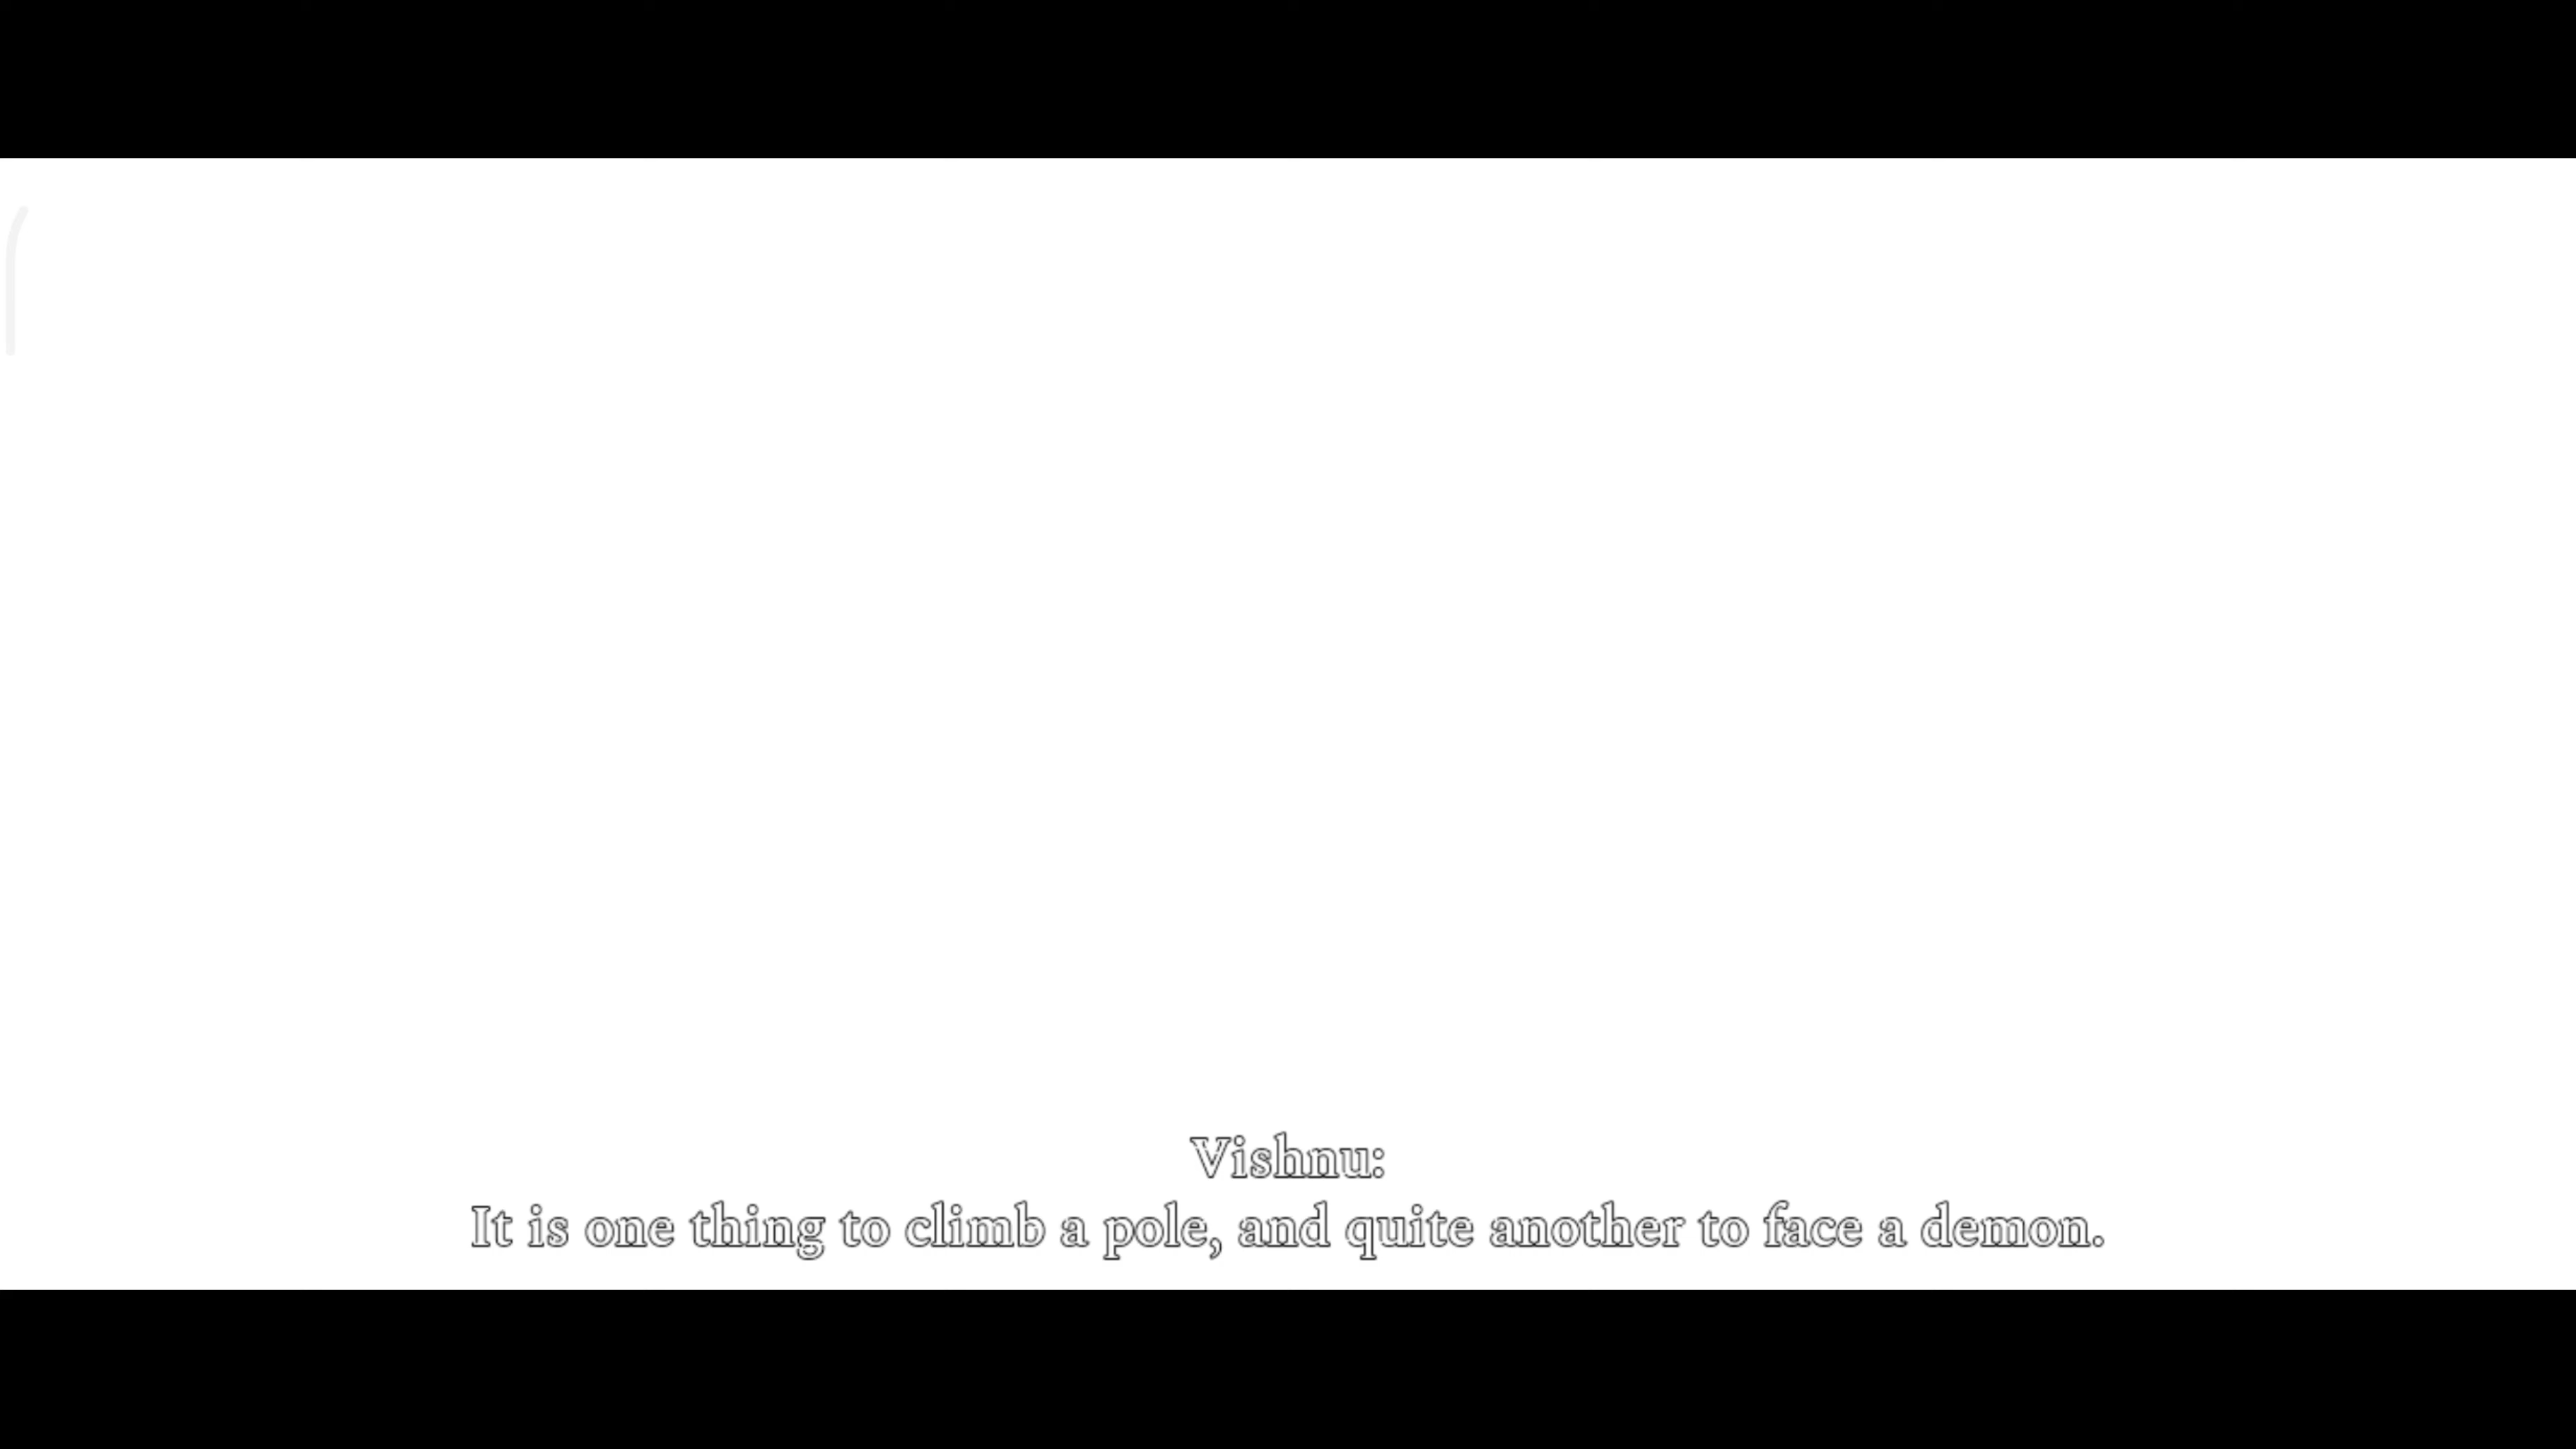 Vishnu:
It is one thing to climb a pole, and quite another to face a demon.